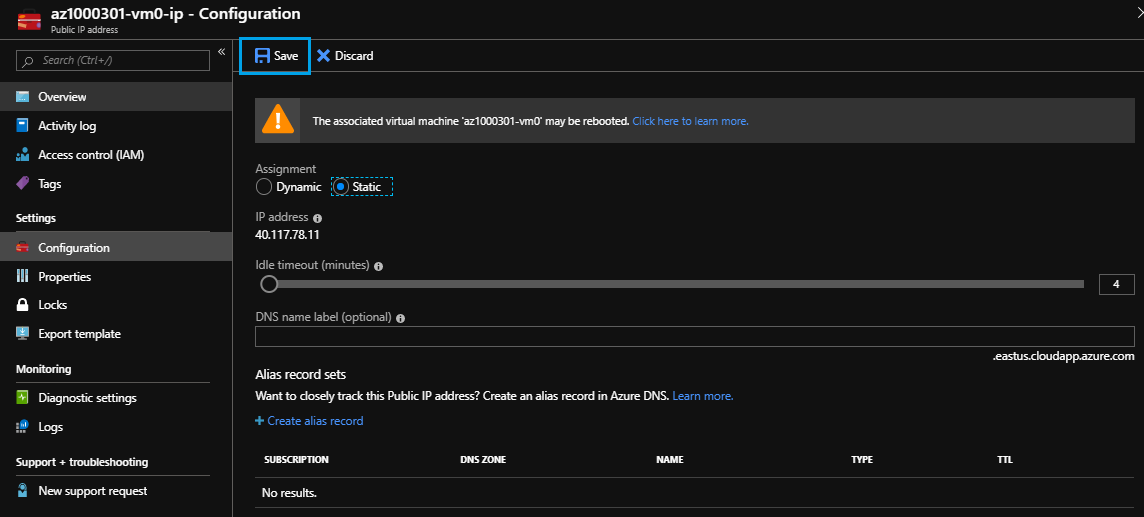 az1000301-vm0-ip - Configuration
Public IP address
Search (Ctrl+/)
«
Overview
Activity log
Access control (IAM)
Tags
Settings
Configuration
Properties
Locks
Export template
Monitoring
Diagnostic settings
Logs
Support + troubleshooting
New support request
Save Discard
The associated virtual machine 'az1000301-vm0' may be rebooted. Click here to learn more.
Assignment
Dynamic Static
IP address
40.117.78.11
Idle timeout (minutes)
4
DNS name label (optional)
.eastus.cloudapp.azure.com
Alias record sets
Want to closely track this Public IP address? Create an alias record in Azure DNS. Learn more.
+ Create alias record
SUBSCRIPTION DNS ZONE NAME TYPE TTL
No results.